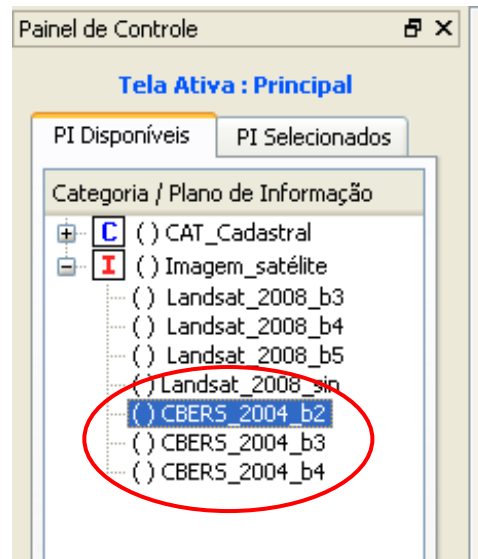 Painel de Controle
Tela Ativa : Principal
PI Disponíveis PI Selecionados
Categoria / Plano de Informação
C ( ) CAT_Cadastral
I ( ) Imagem_satélite
( ) Landsat_2008_b3
( ) Landsat_2008_b4
( ) Landsat_2008_b5
( ) Landsat_2008_sin
( ) CBERS_2004_b2
( ) CBERS_2004_b3
( ) CBERS_2004_b4